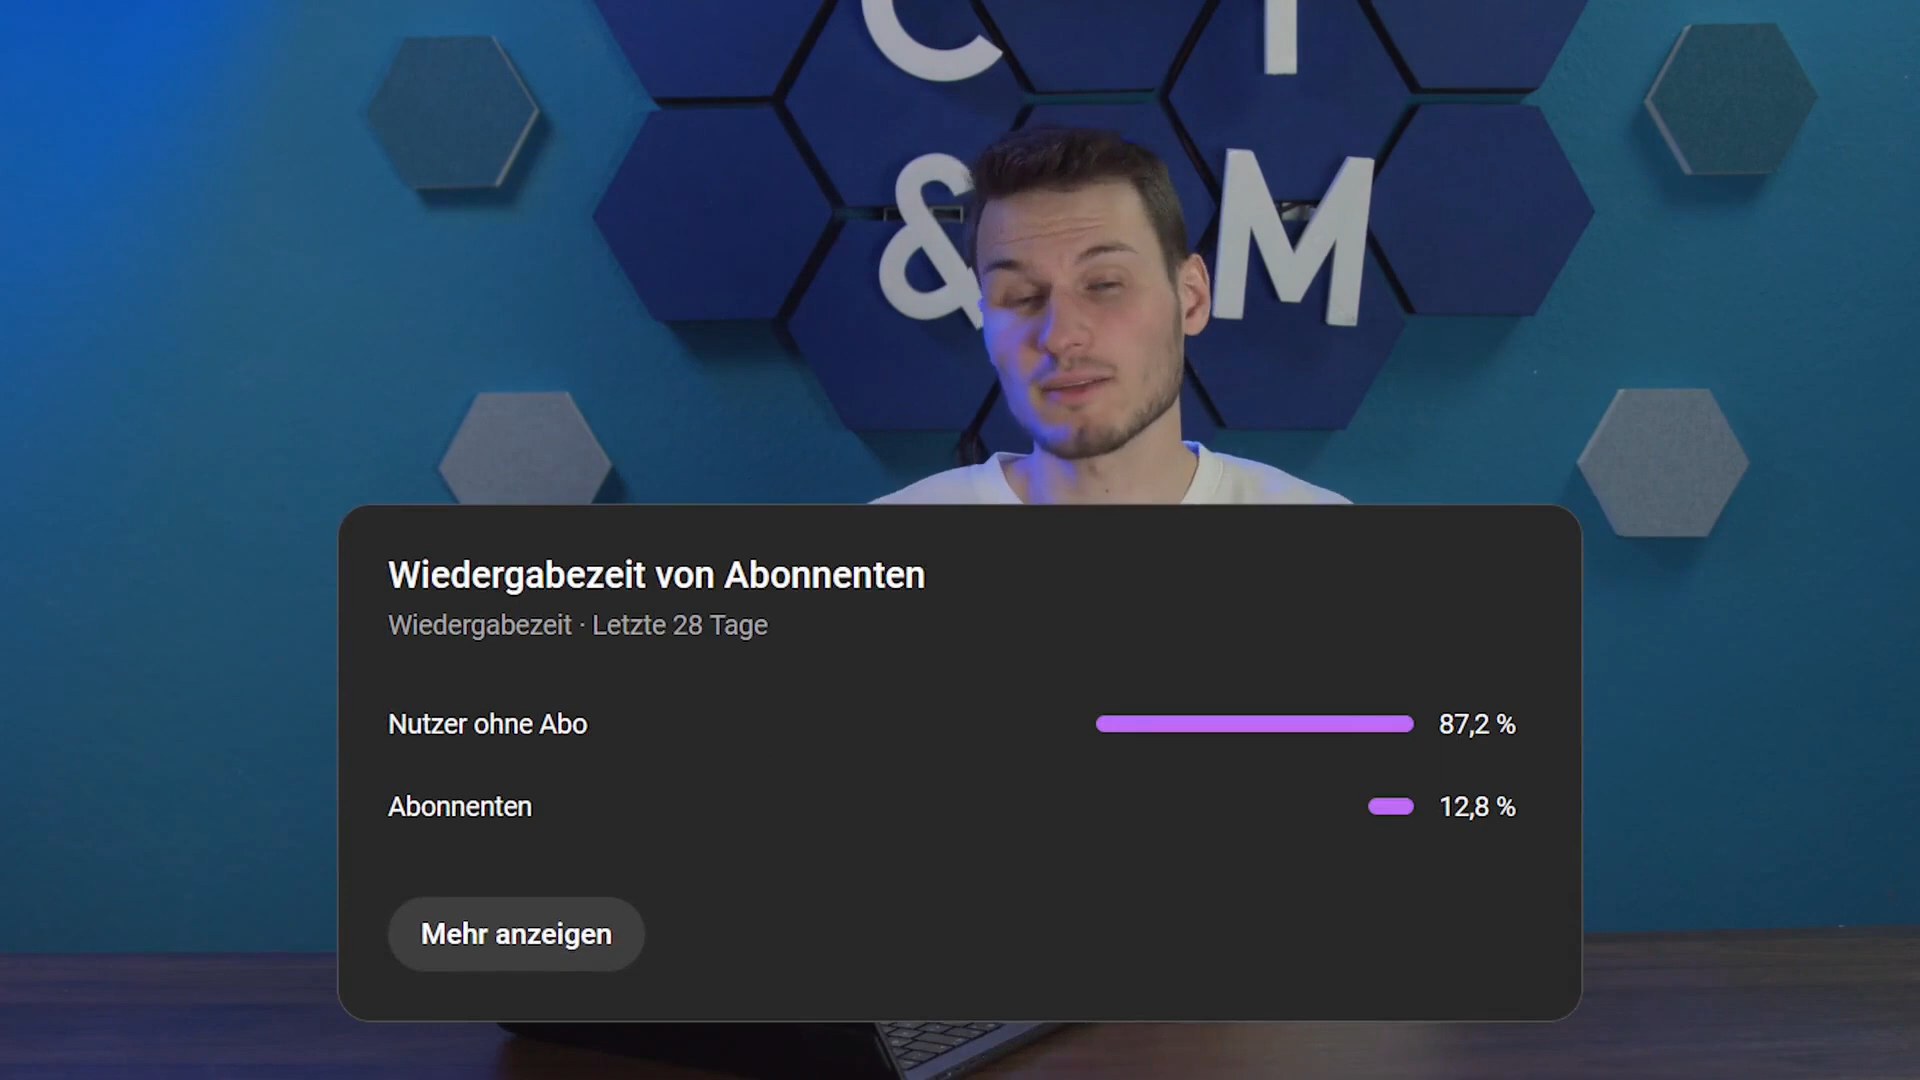 C I
& M
Wiedergabezeit von Abonnenten
Wiedergabezeit · Letzte 28 Tage
Nutzer ohne Abo 87,2 %
Abonnenten 12,8 %
Mehr anzeigen